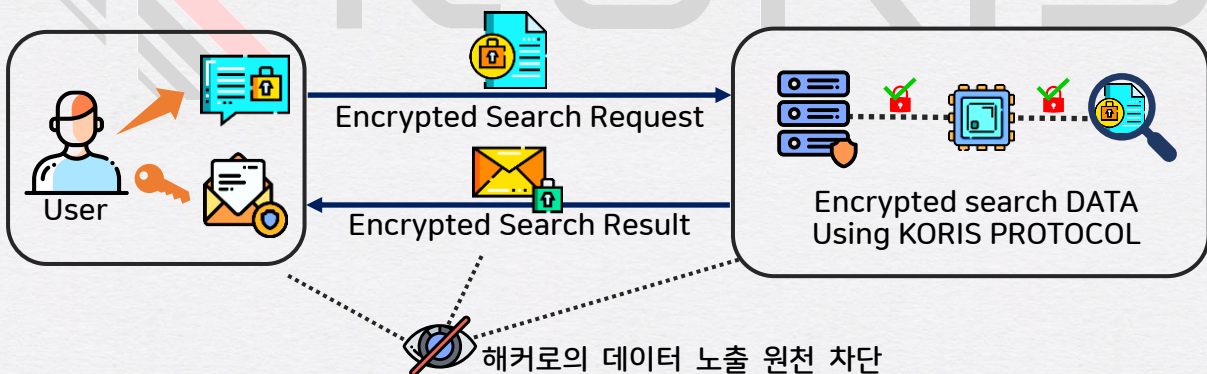 Encrypted Search Request
User
Encrypted Search Result
Encrypted search DATA
Using KORIS PROTOCOL
해커로의 데이터 노출 원천 차단